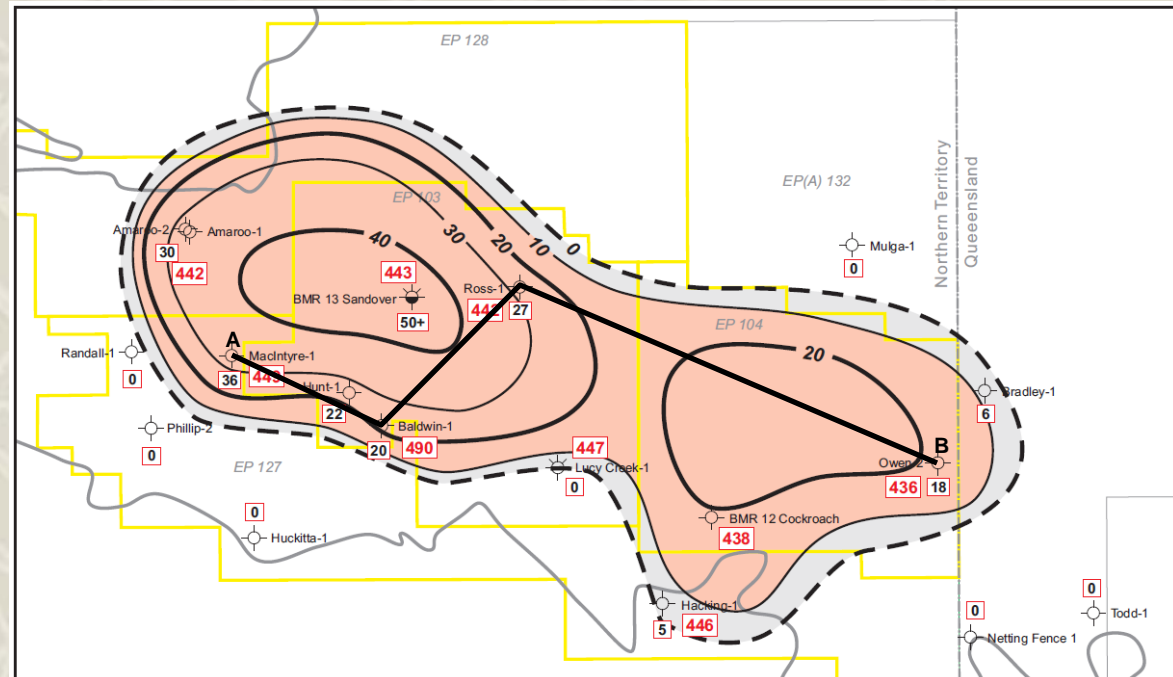 EP 128
Northern Territory
Queeensland
EP(A) 132
EP 103
Amaroo-2
Amaroo-1
30
442
40
30
20
10
0
Mulga-1
0
443
BMR 13 Sandover
50+
Ross-1
442
27
EP 104
20
A
MacIntyre-1
36
449
Randall-1
0
Hunt-1
22
Bradley-1
6
Phillip-2
0
Baldwin-1
20
490
EP 127
447
Lucy Creek-1
0
B
Owen-2
436
18
0
Huckitta-1
BMR 12 Cockroach
438
Hacking-1
5
446
0
Netting Fence 1
0
Todd-1